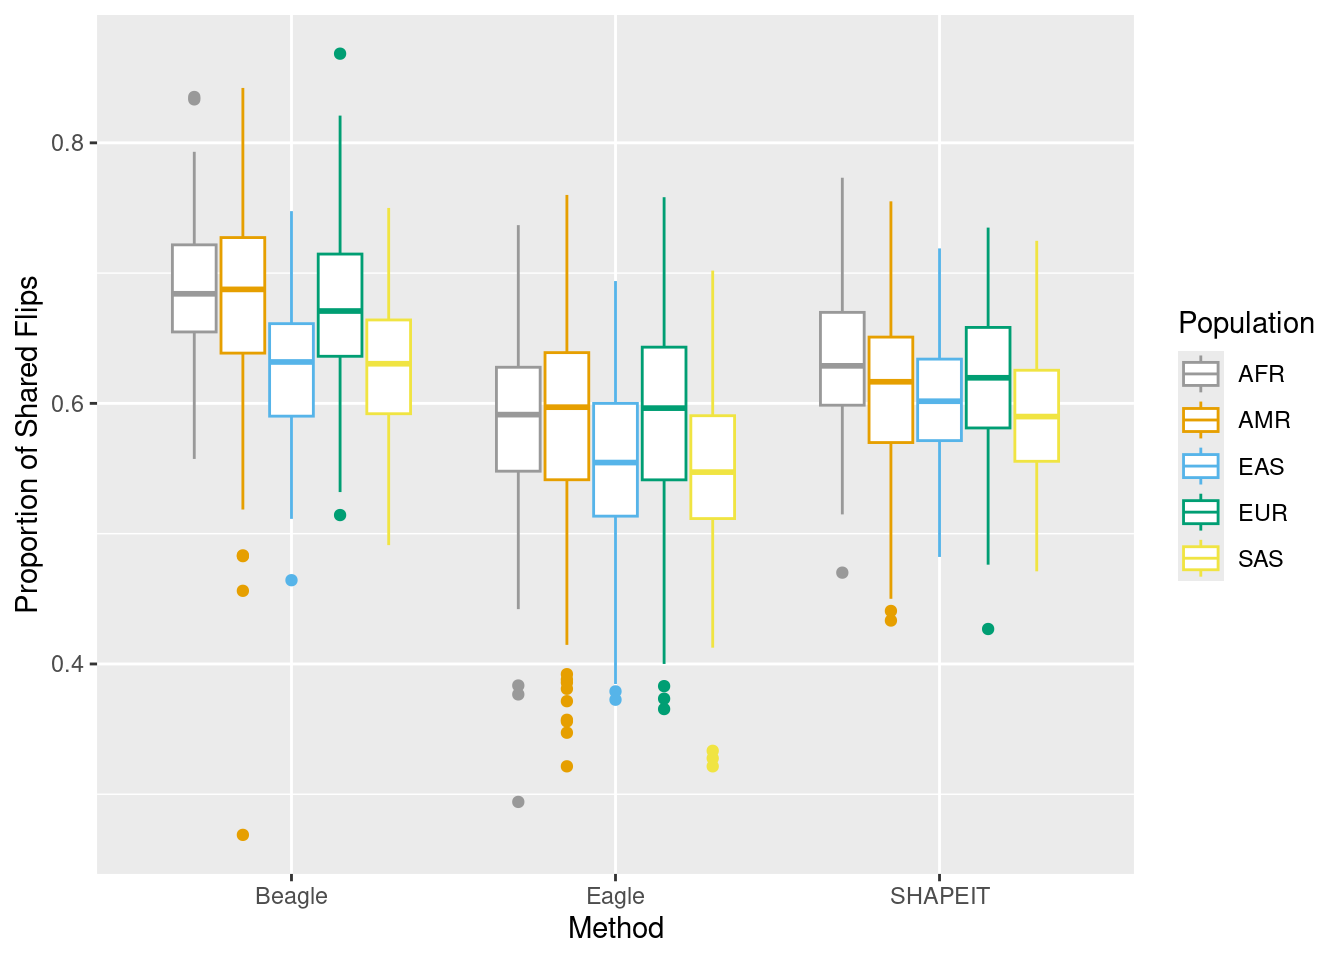 Proportion of Shared Flips
0.8
0.6
0.4
Beagle
Eagle
SHAPEIT
Method
Population
AFR
AMR
EAS
EUR
SAS